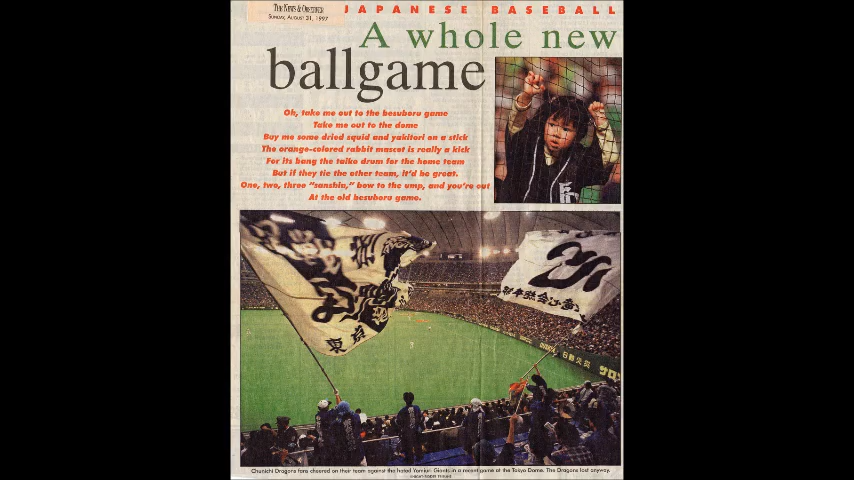 THE NEWS & OBSERVER
SUNDAY, AUGUST 31, 1997
JAPANESE BASEBALL
A whole new
ballgame
Oh, take me out to the besuboru game
Take me out to the dome
Buy me some dried squid and yakitori on a stick
The orange-colored rabbit mascot is really a kick
For its bang the taiko drum for the home team
But if they tie the other team, it'd be great.
One, two, three "sanshin," bow to the ump, and you're out
At the old besuboru game.
東京
Chunichi Dragons fans cheered on their team against the hated Yomiuri Giants in a recent game at the Tokyo Dome. The Dragons lost anyway.